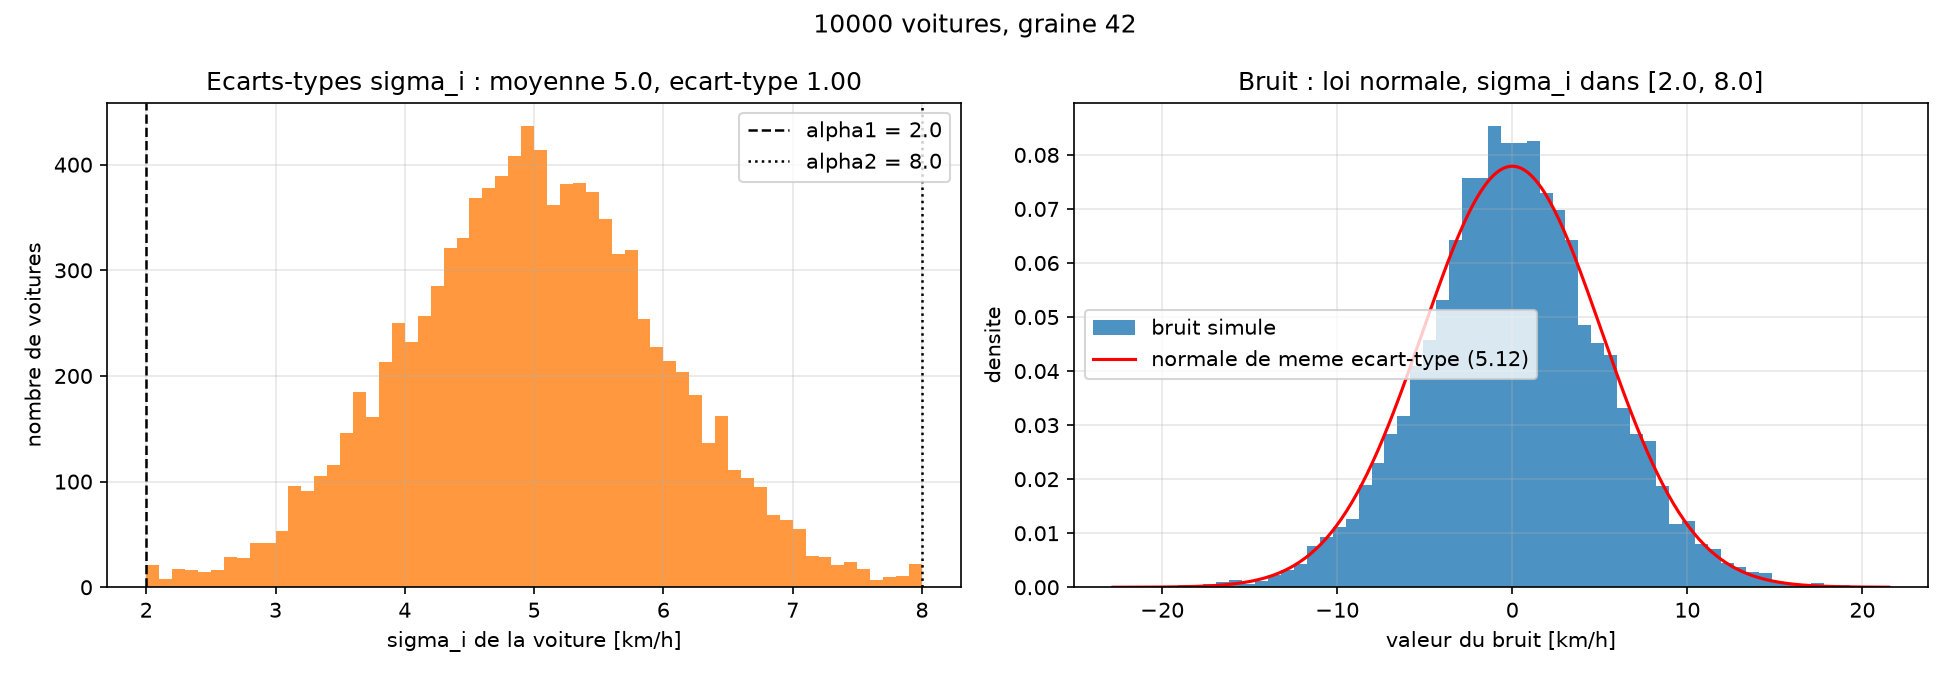 10000 voitures, graine 42
Ecarts-types sigma_i : moyenne 5.0, ecart-type 1.00
alpha1 = 2.0
alpha2 = 8.0
400
300
200
100
0
nombre de voitures
2
3
4
5
6
7
8
sigma_i de la voiture [km/h]
Bruit : loi normale, sigma_i dans [2.0, 8.0]
bruit simule
normale de meme ecart-type (5.12)
0.08
0.07
0.06
0.05
0.04
0.03
0.02
0.01
0.00
densite
−20
−10
0
10
20
valeur du bruit [km/h]